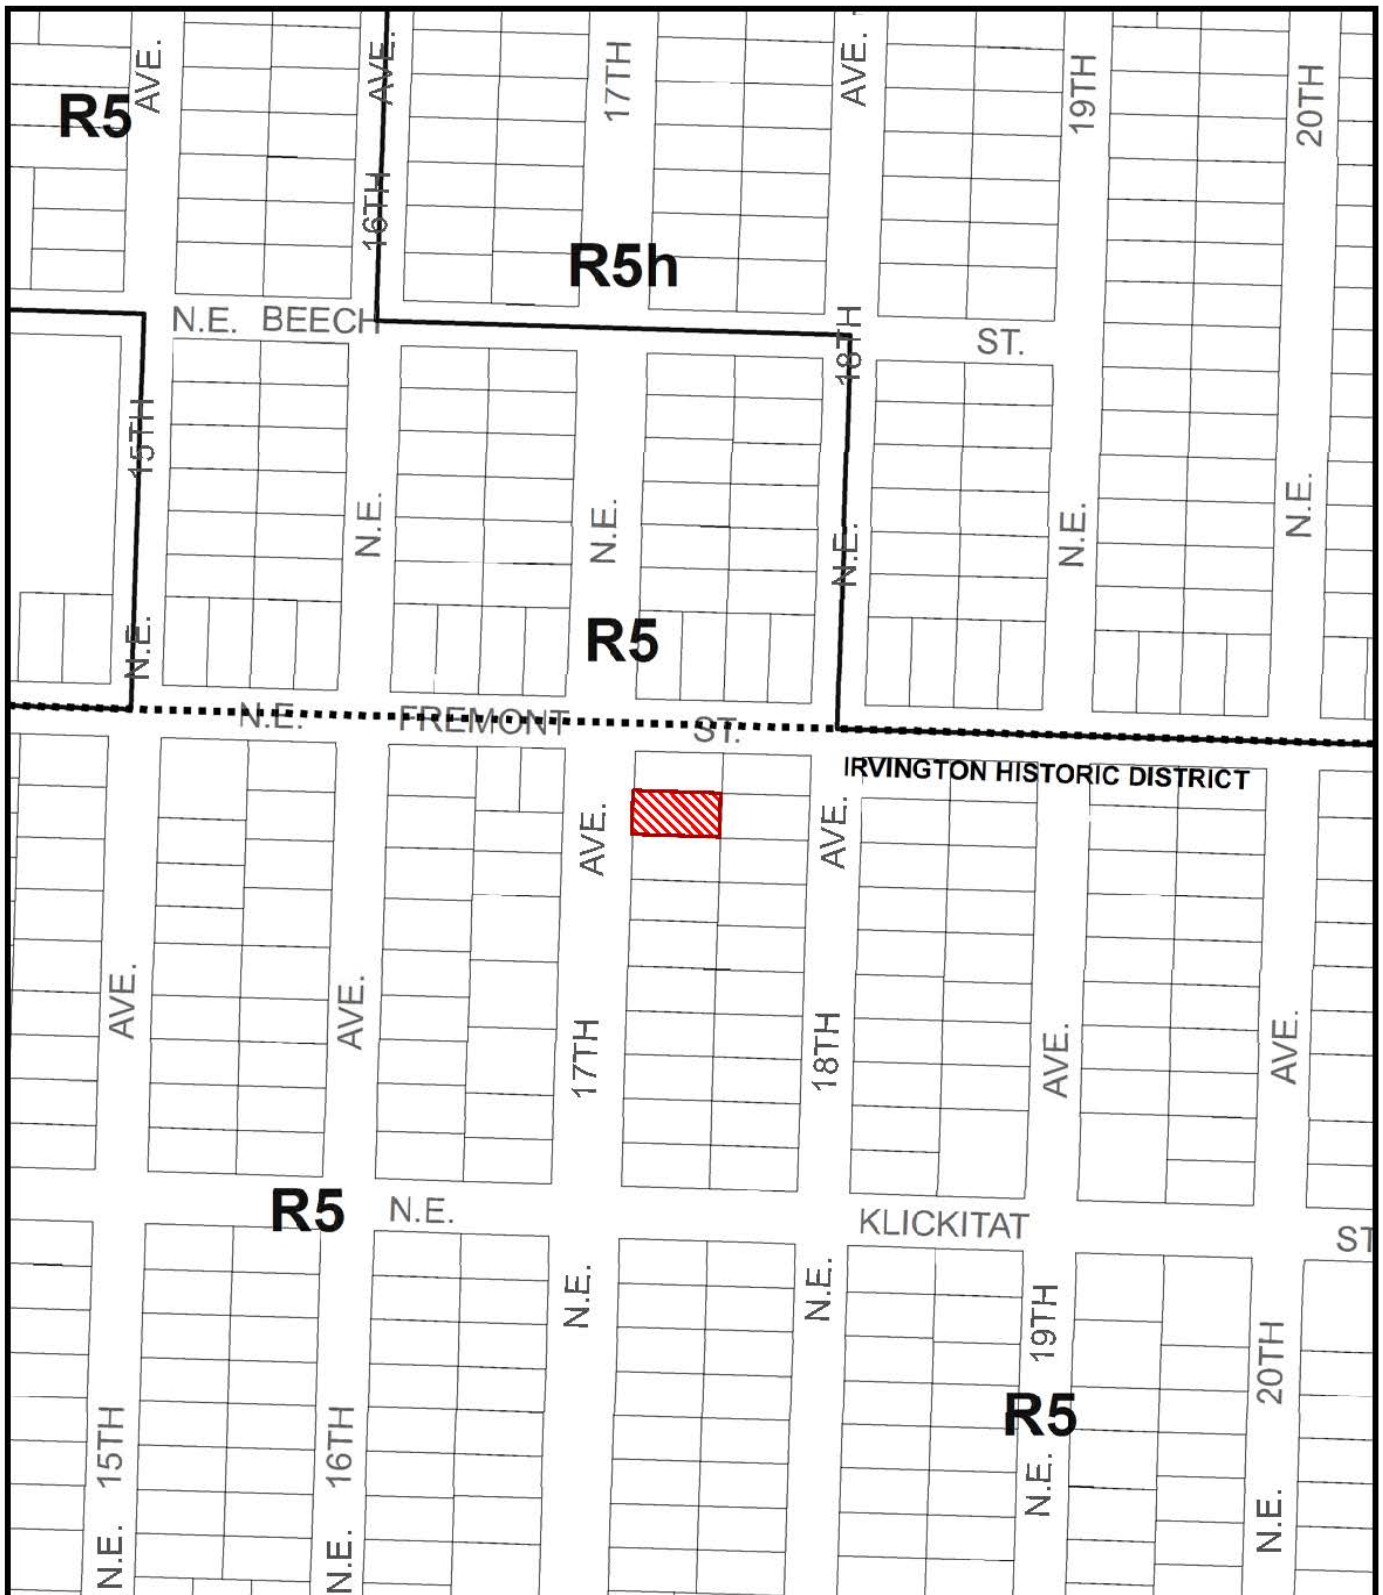 AVE.
AVE.
17TH
AVE.
19TH
20TH
R5
16TH
R5h
N.E. BEECH
18TH
ST.
15TH
N.E.
N.E.
N.E.
N.E.
N.E.
N.E.
R5
N.E. FREMONT ST.
IRVINGTON HISTORIC DISTRICT
AVE.
AVE.
AVE.
AVE.
17TH
18TH
AVE.
AVE.
R5
N.E.
KLICKITAT
ST
N.E.
N.E.
19TH
20TH
R5
15TH
16TH
N.E.
N.E.
N.E.
N.E.